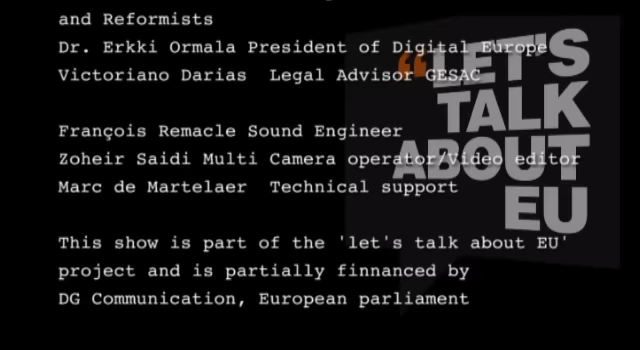 and Reformists
Dr. Erkki Ormala President of Digital Europe
Victoriano Darias  Legal Advisor GESAC
François Remacle Sound Engineer
Zoheir Saidi Multi Camera operator/Video editor
Marc de Martelaer  Technical support
This show is part of the 'let's talk about EU'
project and is partially finnanced by
DG Communication, European parliament
“LET'S
TALK
ABOUT
EU